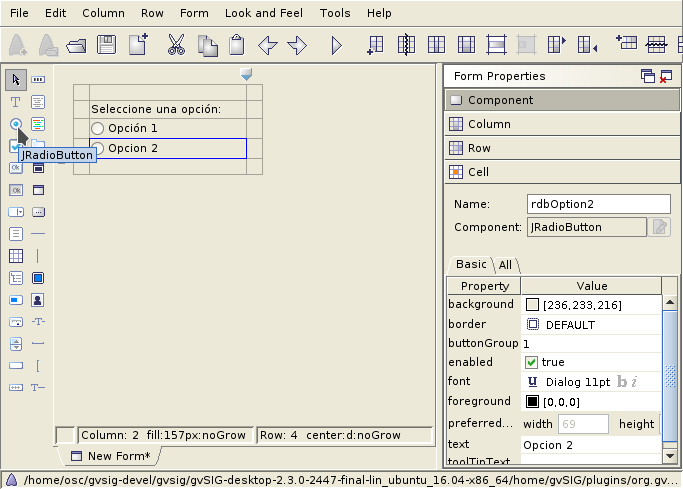 File Edit Column Row Form Look and Feel Tools Help
Form Properties
Component
Column
Row
Cell
Seleccione una opción:
Opción 1
Opcion 2
JRadioButton
Name: rdbOption2
Component: JRadioButton
Basic All
Property Value
background [236,233,216]
border DEFAULT
buttonGroup 1
enabled true
font U Dialog 11pt b i
foreground [0,0,0]
preferred... width 69 height
text Opcion 2
toolTipText
Column: 2 fill:157px:noGrow Row: 4 center:d:noGrow
New Form*
/home/osc/gvsig-devel/gvsig/gvSIG-desktop-2.3.0-2447-final-lin_ubuntu_16.04-x86_64/home/gvSIG/plugins/org.gv...